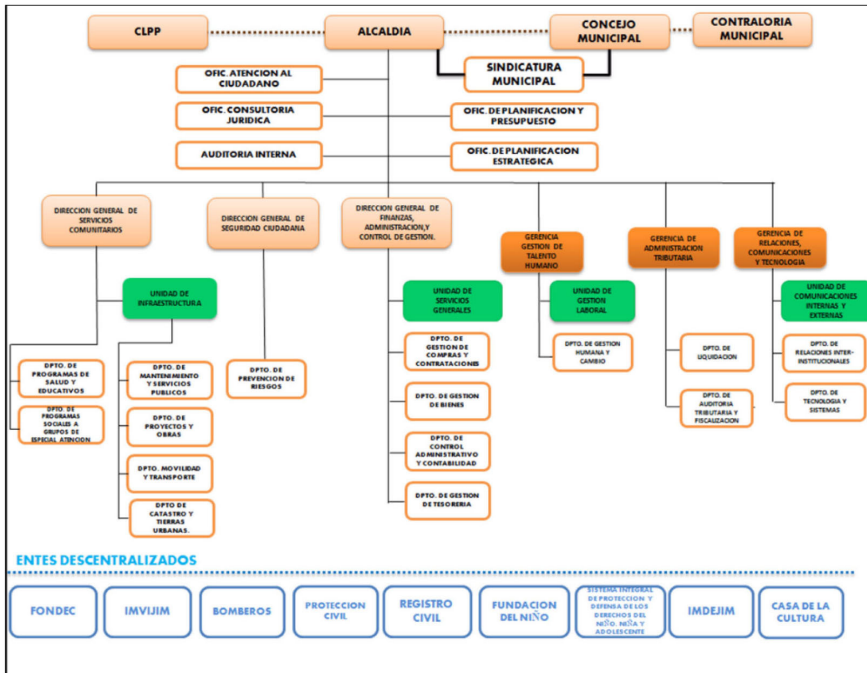 CLPP
ALCALDIA
CONCEJO
MUNICIPAL
CONTRALORIA
MUNICIPAL
SINDICATURA
MUNICIPAL
OFIC. ATENCION AL
CIUDADANO
OFIC. CONSULTORIA
JURIDICA
OFIC. DE PLANIFICACION Y
PRESUPUESTO
AUDITORIA INTERNA
OFIC. DE PLANIFICACION
ESTRATEGICA
DIRECCION GENERAL DE
SERVICIOS
COMUNITARIOS
DIRECCION GENERAL DE
SEGURIDAD CIUDADANA
DIRECCION GENERAL DE
FINANZAS,
ADMINISTRACION,Y
CONTROL DE GESTION.
GERENCIA
GESTION DE
TALENTO
HUMANO
GERENCIA DE
ADMINISTRACION
TRIBUTARIA
GERENCIA DE
RELACIONES,
COMUNICACIONES
Y TECNOLOGIA
UNIDAD DE
INFRAESTRUCTURA
UNIDAD DE
SERVICIOS
GENERALES
UNIDAD DE
GESTION
LABORAL
UNIDAD DE
COMUNICACIONES
INTERNAS Y
EXTERNAS
DPTO. DE
PROGRAMAS DE
SALUD Y
EDUCATIVOS
DPTO. DE
PROGRAMAS
SOCIALES A
GRUPOS DE
ESPECIAL ATENCION
DPTO. DE
MANTENIMIENTO
Y SERVICIOS
PUBLICOS
DPTO. DE
PROYECTOS Y
OBRAS
DPTO. MOVILIDAD
Y TRANSPORTE
DPTO DE
CATASTRO Y
TIERRAS
URBANAS.
DPTO. DE
PREVENCION DE
RIESGOS
DPTO. DE
GESTION DE
COMPRAS Y
CONTRATACIONES
DPTO. DE GESTION
DE BIENES
DPTO. DE
CONTROL
ADMINISTRATIVO
Y CONTABILIDAD
DPTO. DE GESTION
DE TESORERIA
DPTO. DE GESTION
HUMANA Y
CAMBIO
DPTO. DE
LIQUIDACION
DPTO. DE
AUDITORIA
TRIBUTARIA Y
FISCALIZACION
DPTO. DE
RELACIONES INTER-
INSTITUCIONALES
DPTO. DE
TECNOLOGIA Y
SISTEMAS
ENTES DESCENTRALIZADOS
FONDEC
IMVIJIM
BOMBEROS
PROTECCION
CIVIL
REGISTRO
CIVIL
FUNDACION
DEL NIÑO
SISTEMA INTEGRAL
DE PROTECCION Y
DEFENSA DE LOS
DERECHOS DEL
NIÑO. NIÑA Y
ADOLESCENTE
IMDEJIM
CASA DE LA
CULTURA